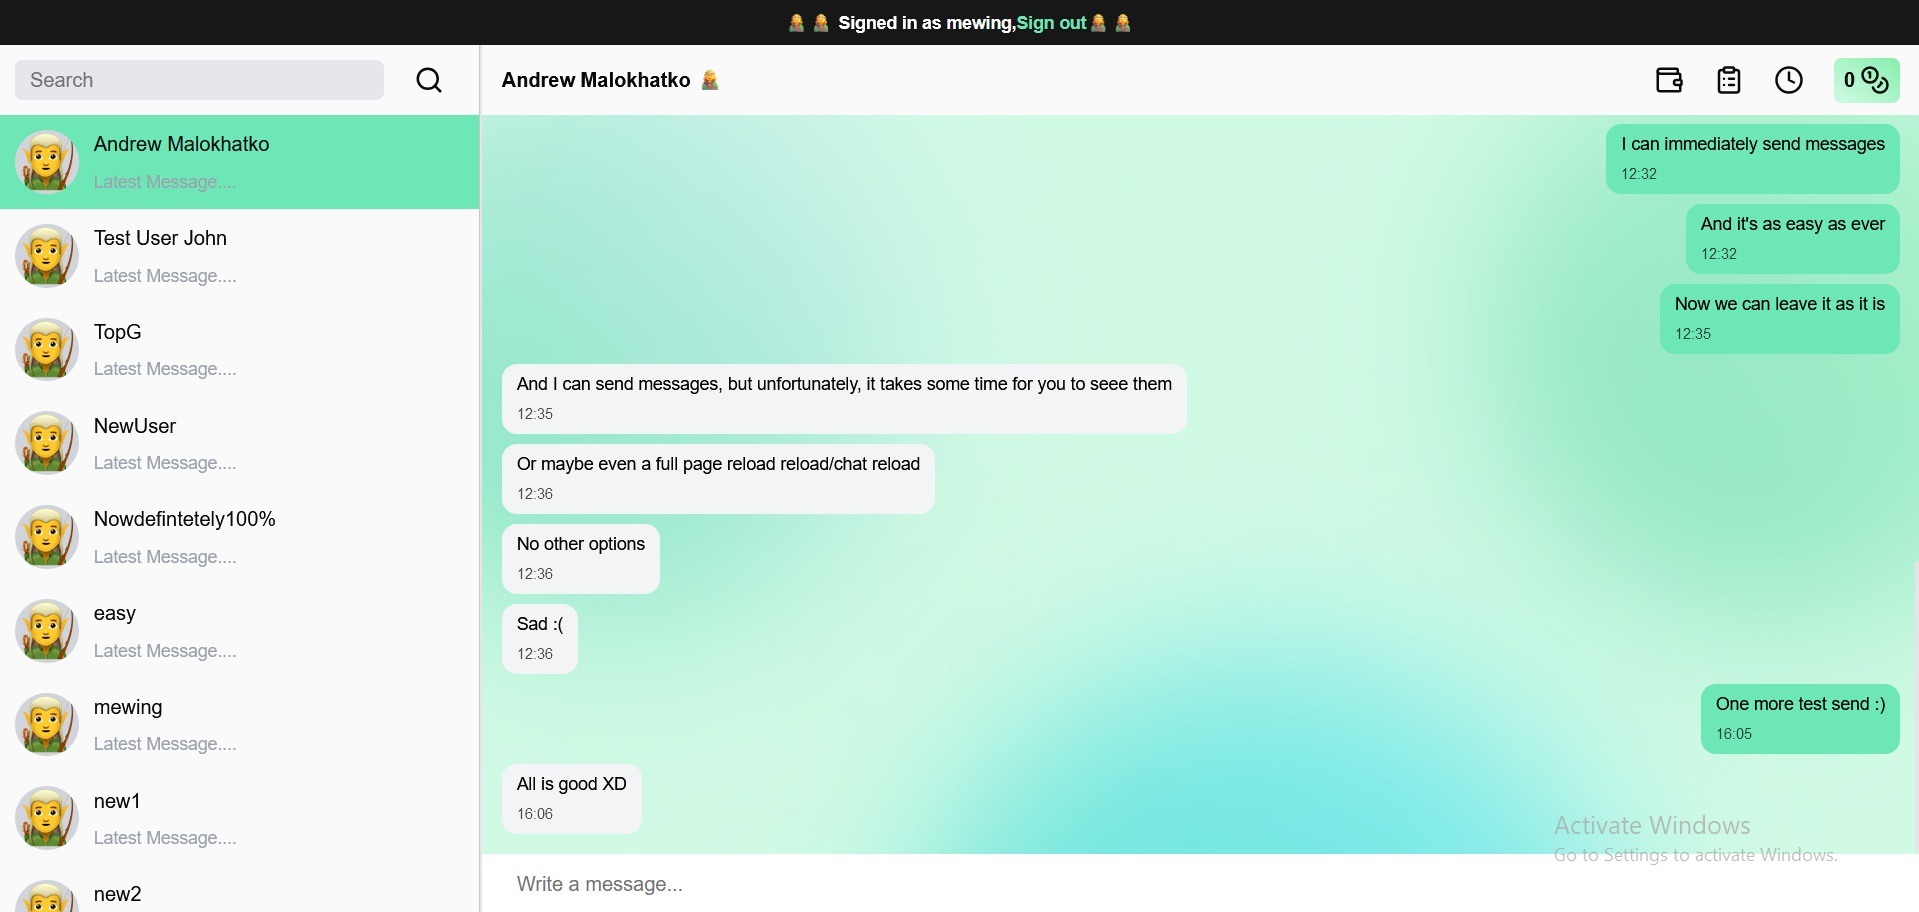 Signed in as mewing,Sign out
Search
Andrew Malokhatko
Latest Message....
Test User John
Latest Message....
TopG
Latest Message....
NewUser
Latest Message....
Nowdefintetely100%
Latest Message....
easy
Latest Message....
mewing
Latest Message....
new1
Latest Message....
new2
Andrew Malokhatko
0
I can immediately send messages
12:32
And it's as easy as ever
12:32
Now we can leave it as it is
12:35
And I can send messages, but unfortunately, it takes some time for you to seee them
12:35
Or maybe even a full page reload reload/chat reload
12:36
No other options
12:36
Sad :(
12:36
One more test send :)
16:05
All is good XD
16:06
Activate Windows
Go to Settings to activate Windows.
Write a message...